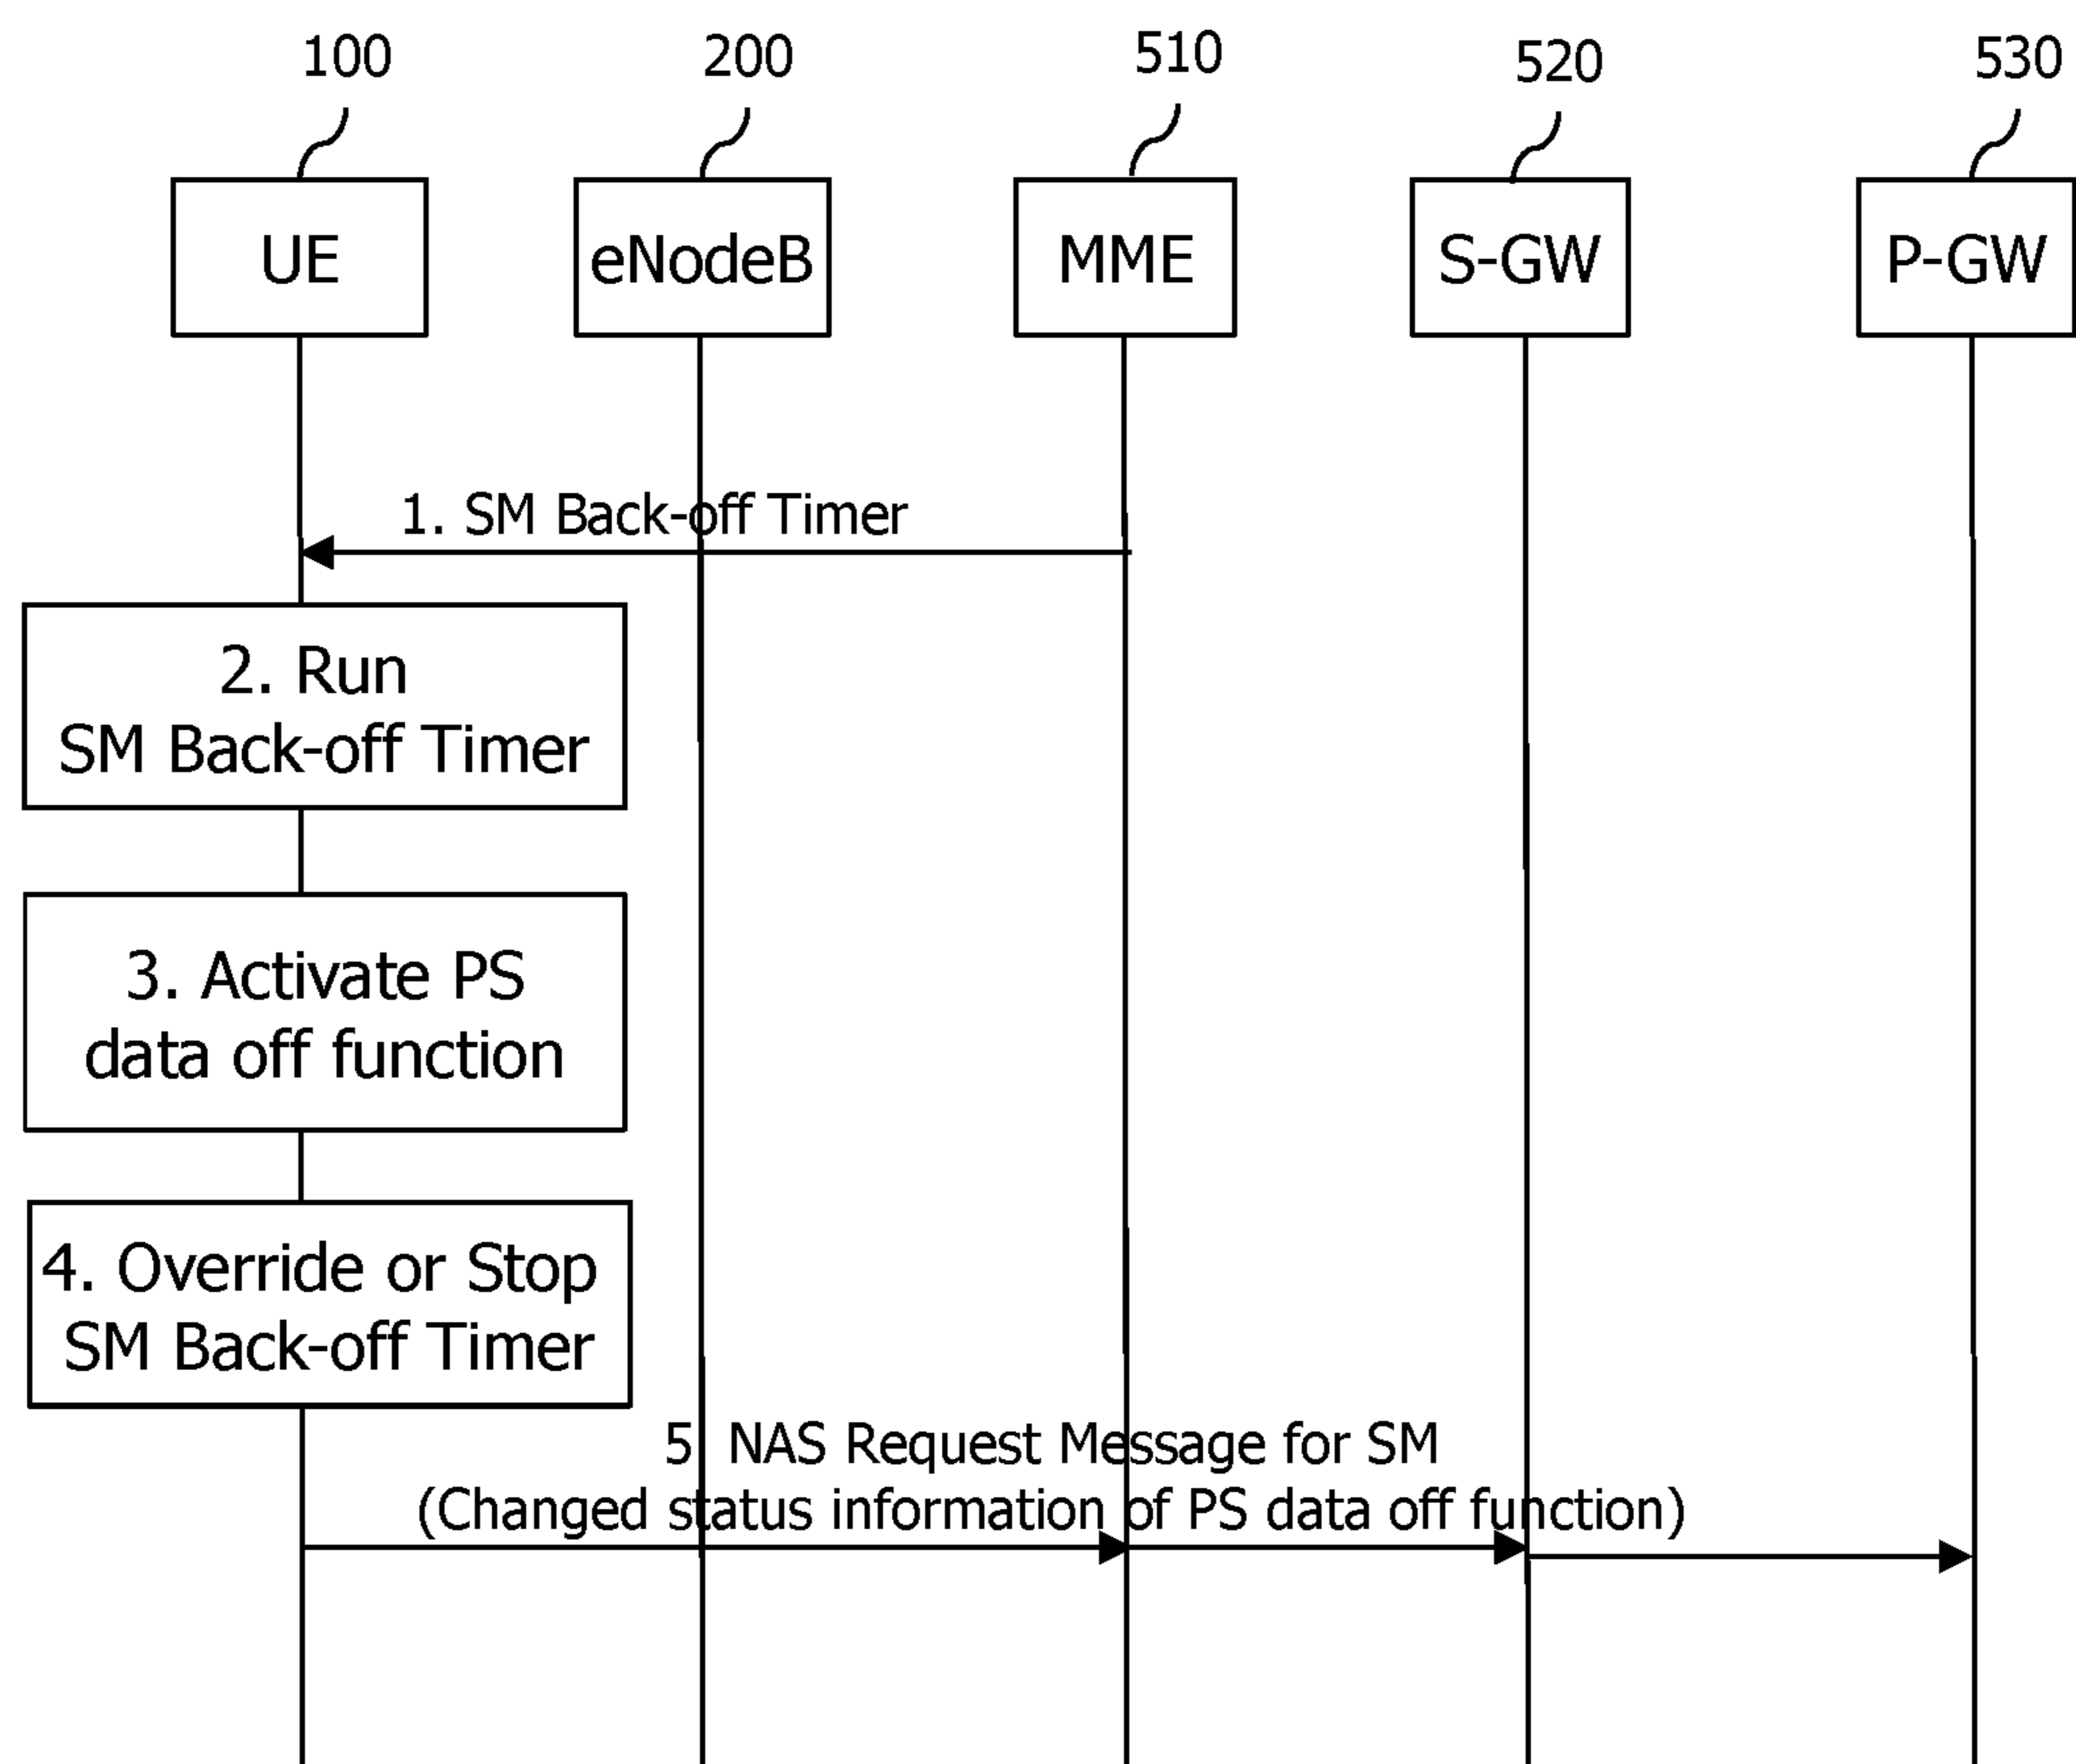 100
200
510
520
530
UE
eNodeB
MME
S-GW
P-GW
1. SM Back-off Timer
2. Run
SM Back-off Timer
3. Activate PS
data off function
4. Override or Stop
SM Back-off Timer
5. NAS Request Message for SM
(Changed status information of PS data off function)